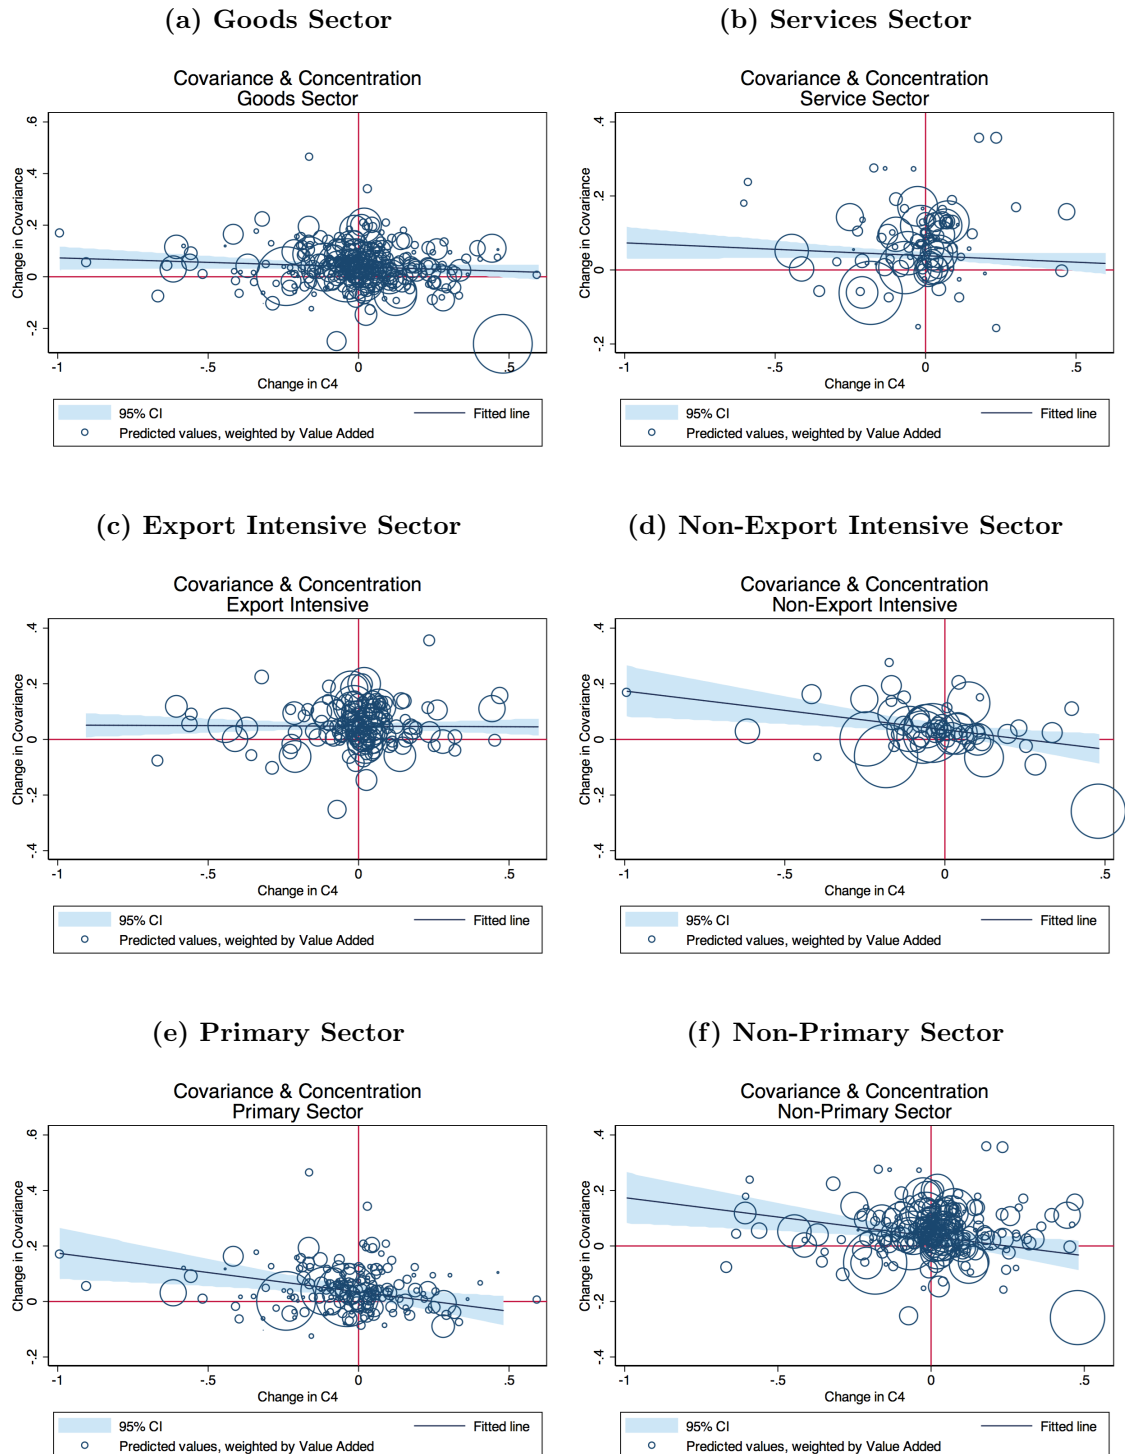 (a) Goods Sector
Covariance & Concentration
Goods Sector
Change in Covariance
.6
.4
.2
0
-.2
-1
-.5
0
.5
Change in C4
95% CI
Fitted line
Predicted values, weighted by Value Added
(b) Services Sector
Covariance & Concentration
Service Sector
Change in Covariance
.4
.2
0
-.2
-1
-.5
0
.5
Change in C4
95% CI
Fitted line
Predicted values, weighted by Value Added
(c) Export Intensive Sector
Covariance & Concentration
Export Intensive
Change in Covariance
.4
.2
0
-.2
-.4
-1
-.5
0
.5
Change in C4
95% CI
Fitted line
Predicted values, weighted by Value Added
(d) Non-Export Intensive Sector
Covariance & Concentration
Non-Export Intensive
Change in Covariance
.4
.2
0
-.2
-.4
-1
-.5
0
.5
Change in C4
95% CI
Fitted line
Predicted values, weighted by Value Added
(e) Primary Sector
Covariance & Concentration
Primary Sector
Change in Covariance
.6
.4
.2
0
-.2
-1
-.5
0
.5
Change in C4
95% CI
Fitted line
Predicted values, weighted by Value Added
(f) Non-Primary Sector
Covariance & Concentration
Non-Primary Sector
Change in Covariance
.4
.2
0
-.2
-.4
-1
-.5
0
.5
Change in C4
95% CI
Fitted line
Predicted values, weighted by Value Added